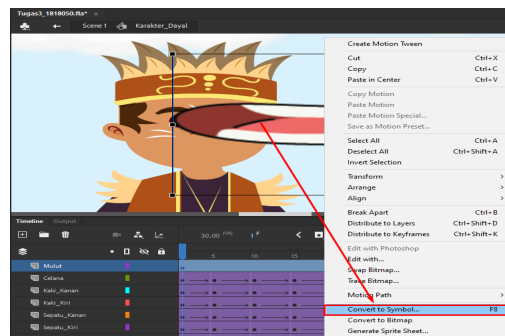 Tugas3_1818050.fla* ×
Scene 1 Karakter_Dayal
Create Motion Tween
Cut Ctrl+X
Copy Ctrl+C
Paste in Center Ctrl+V
Copy Motion
Paste Motion
Paste Motion Special...
Save as Motion Preset...
Select All Ctrl+A
Deselect All Ctrl+Shift+A
Invert Selection
Transform >
Arrange >
Align >
Break Apart Ctrl+B
Distribute to Layers Ctrl+Shift+D
Distribute to Keyframes Ctrl+Shift+K
Edit with Photoshop
Edit with...
Swap Bitmap...
Trace Bitmap...
Motion Path >
Convert to Symbol... F8
Convert to Bitmap
Generate Sprite Sheet...
Timeline Output
30,00 FPS 1 F
5 10 15
Mulut
Celana
Kaki_Kanan
Kaki_Kiri
Sepatu_Kanan
Sepatu_Kiri